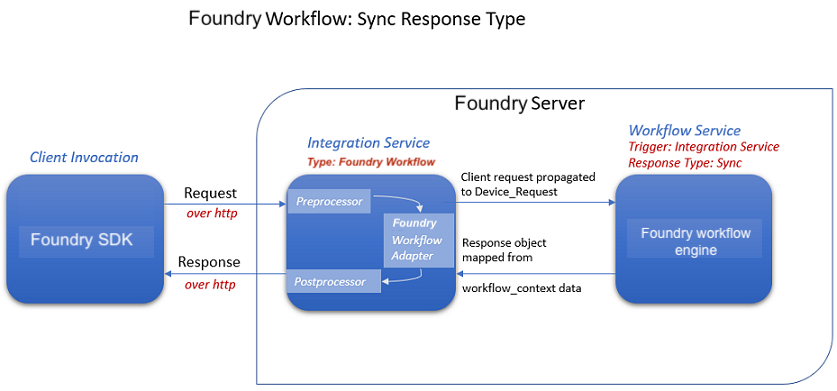 Foundry Workflow: Sync Response Type
Foundry Server
Client Invocation
Foundry SDK
Request
over http
Response
over http
Integration Service
Type: Foundry Workflow
Preprocessor
Foundry
Workflow
Adapter
Postprocessor
Client request propagated
to Device_Request
Response object
mapped from
workflow_context data
Workflow Service
Trigger: Integration Service
Response Type: Sync
Foundry workflow
engine